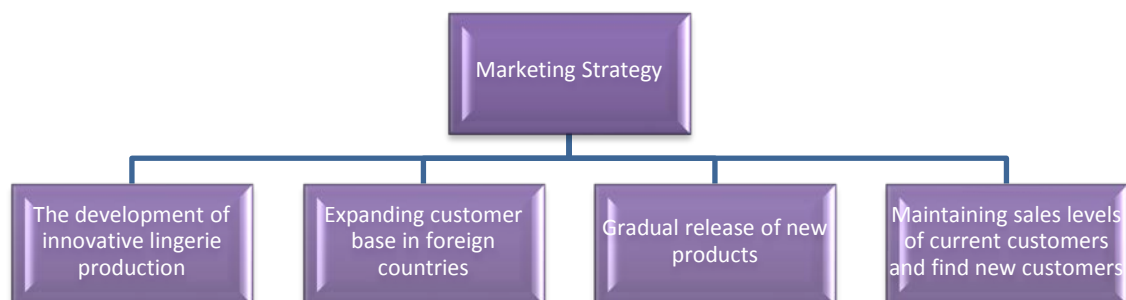 Marketing Strategy
The development of
innovative lingerie
production
Expanding customer
base in foreign
countries
Gradual release of new
products
Maintaining sales levels
of current customers
and find new customers